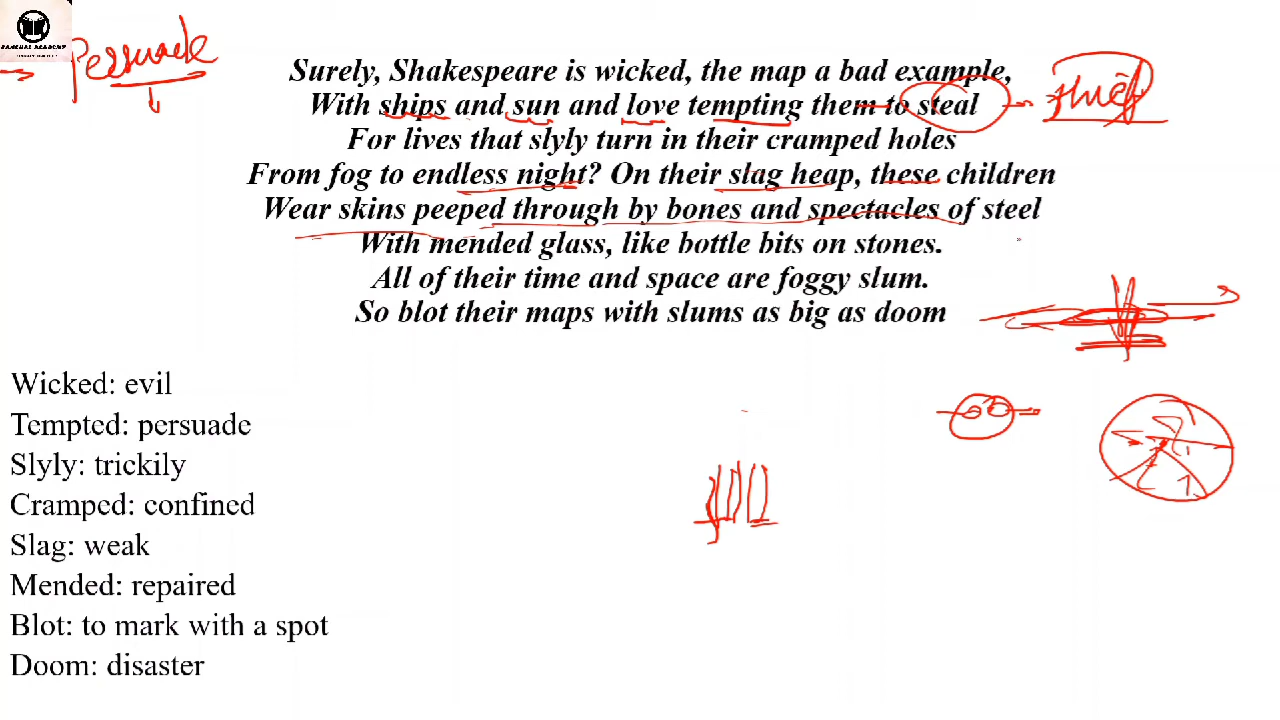 Persuade
Surely, Shakespeare is wicked, the map a bad example,
With ships and sun and love tempting them to steal
thief
For lives that slyly turn in their cramped holes
From fog to endless night? On their slag heap, these children
Wear skins peeped through by bones and spectacles of steel
With mended glass, like bottle bits on stones.
All of their time and space are foggy slum.
So blot their maps with slums as big as doom
Wicked: evil
Tempted: persuade
Slyly: trickily
Cramped: confined
Slag: weak
Mended: repaired
Blot: to mark with a spot
Doom: disaster